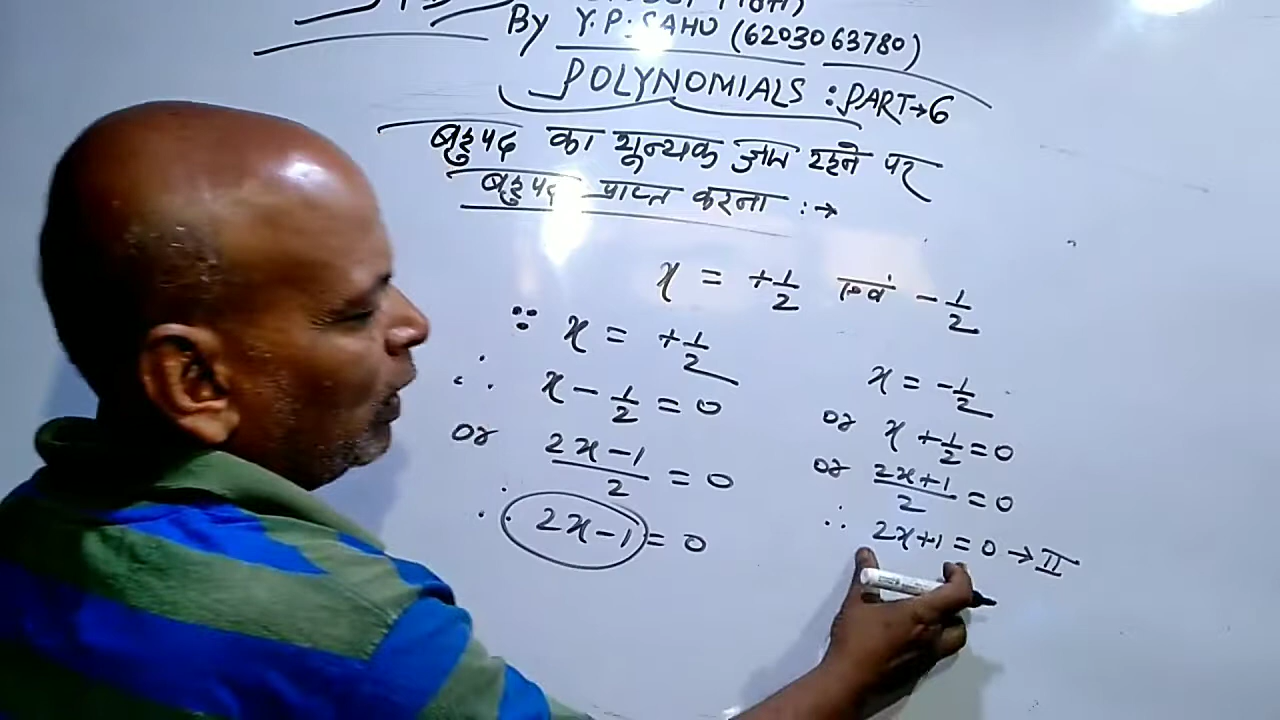 By Y.P. SAHU (6203063780)
POLYNOMIALS : PART→6
बहुपद का शून्यक ज्ञात रहने पर
बहुपद प्राप्त करना :→
x = +1/2 एवं -1/2
∵ x = +1/2
∴ x - 1/2 = 0
or (2x-1)/2 = 0
∴ 2x-1 = 0
x = -1/2
or x + 1/2 = 0
or (2x+1)/2 = 0
∴ 2x+1 = 0 → II